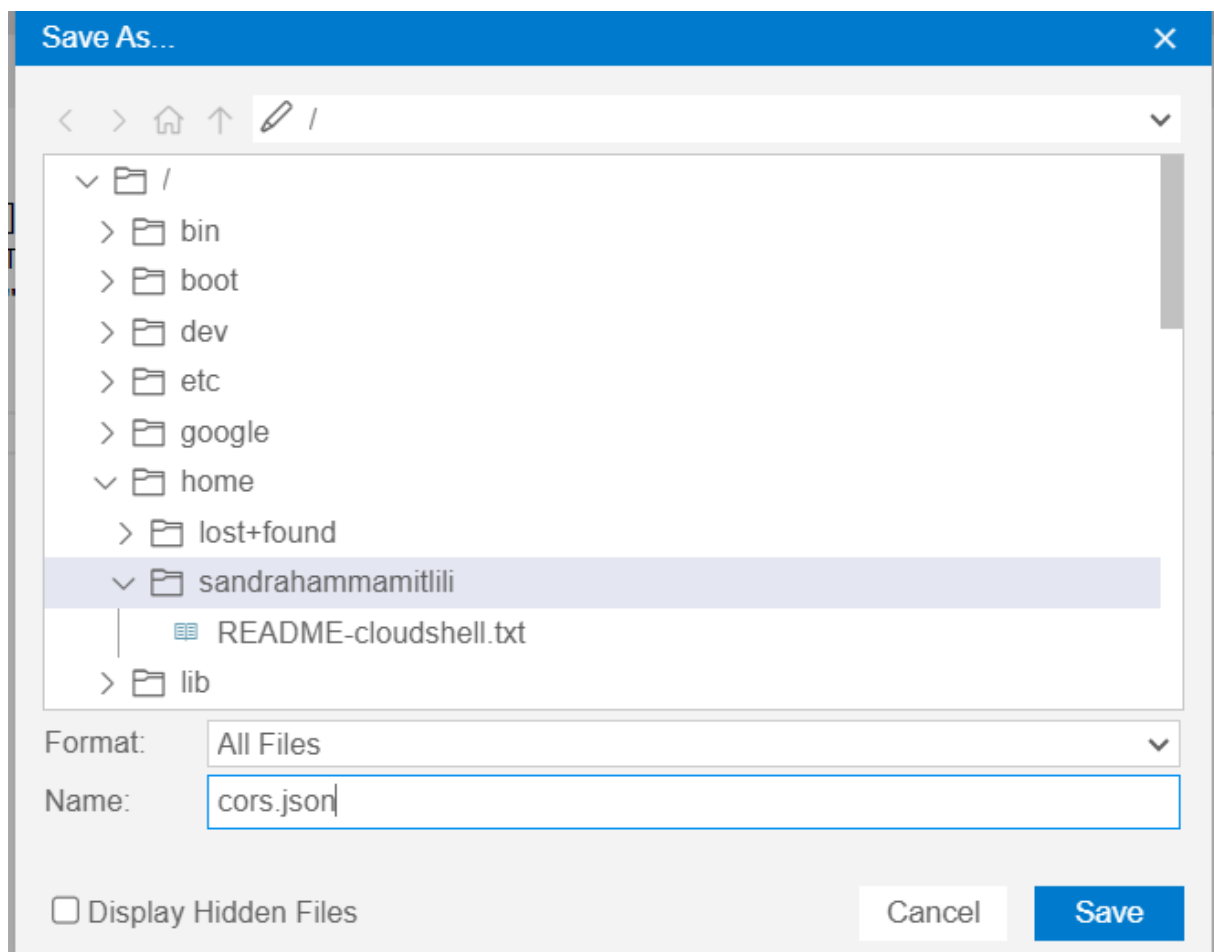 Save As...
/
/
bin
boot
dev
etc
google
home
lost+found
sandrahammamitlili
README-cloudshell.txt
lib
Format: All Files
Name: cors.json
Display Hidden Files Cancel Save